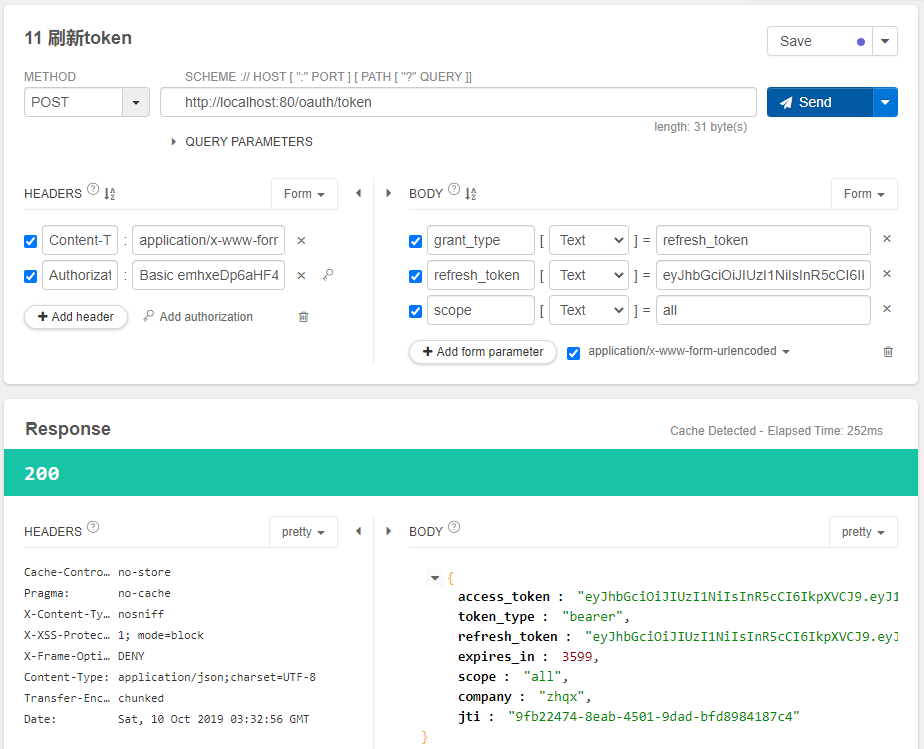 11 刷新token
Save
METHOD
SCHEME :// HOST [ ":" PORT ] [ PATH [ "?" QUERY ]]
POST
http://localhost:80/oauth/token
Send
length: 31 byte(s)
QUERY PARAMETERS
HEADERS ? Form
BODY ? Form
Content-T : application/x-www-forr ×
Authorizat : Basic emhxeDp6aHF4 ×
+ Add header Add authorization
grant_type [ Text ] = refresh_token ×
refresh_token [ Text ] = eyJhbGciOiJIUzI1NiIsInR5cCI6II ×
scope [ Text ] = all ×
+ Add form parameter application/x-www-form-urlencoded
Response
Cache Detected - Elapsed Time: 252ms
200
HEADERS ? pretty
BODY ? pretty
Cache-Contro… no-store
Pragma: no-cache
X-Content-Ty… nosniff
X-XSS-Protec… 1; mode=block
X-Frame-Opti… DENY
Content-Type: application/json;charset=UTF-8
Transfer-Enc… chunked
Date: Sat, 10 Oct 2019 03:32:56 GMT
{
access_token : "eyJhbGciOiJIUzI1NiIsInR5cCI6IkpXVCJ9.eyJ1
token_type : "bearer",
refresh_token : "eyJhbGciOiJIUzI1NiIsInR5cCI6IkpXVCJ9.eyJ
expires_in : 3599,
scope : "all",
company : "zhqx",
jti : "9fb22474-8eab-4501-9dad-bfd8984187c4"
}